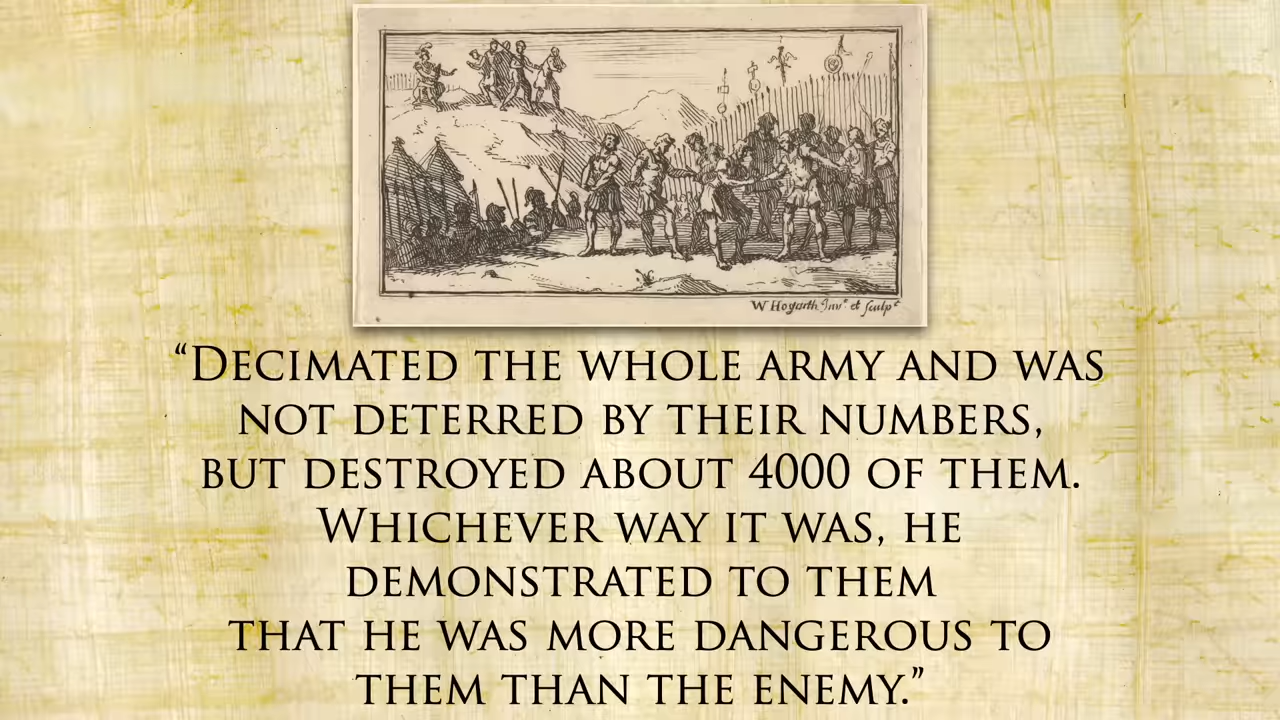 W Hogarth Inv.t et sculp.t
“Decimated the whole army and was
not deterred by their numbers,
but destroyed about 4000 of them.
Whichever way it was, he
demonstrated to them
that he was more dangerous to
them than the enemy.”